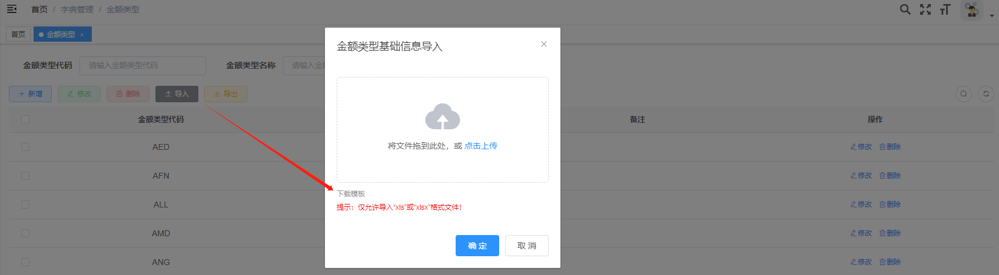 首页 / 字典管理 / 金额类型
首页 金额类型 ×
金额类型基础信息导入
金额类型代码 请输入金额类型代码 金额类型名称 请输入金
+ 新增 修改 删除 导入 导出
将文件拖到此处，或 点击上传
金额类型代码 备注 操作
AED 修改 删除
AFN 修改 删除
下载模板
提示：仅允许导入“xls”或“xlsx”格式文件！
ALL 修改 删除
AMD 修改 删除
确 定 取 消
ANG 修改 删除